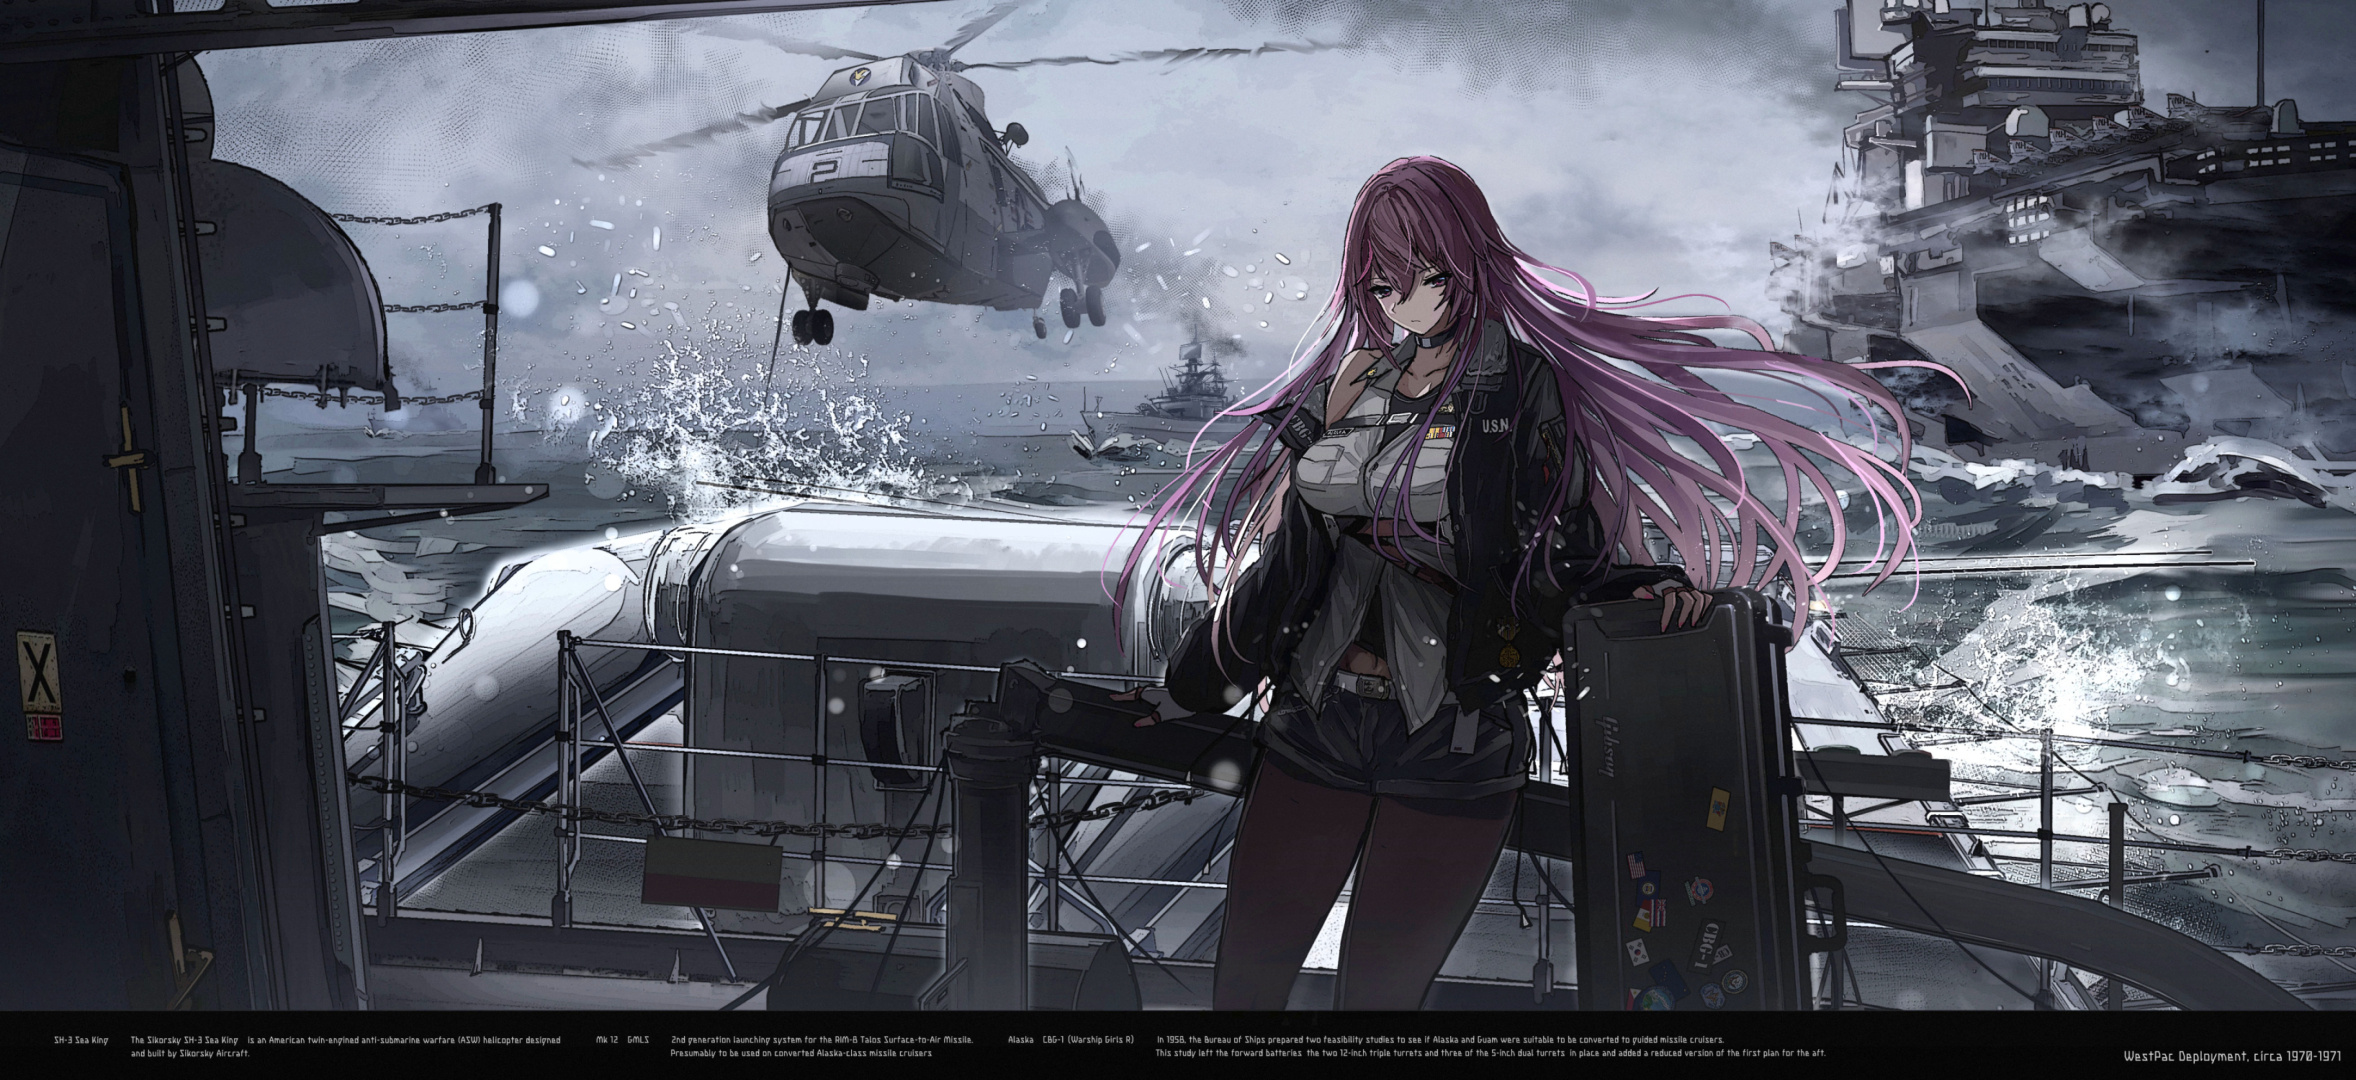 2
U.S.N.
X
Gibson
CBG-1
SH-3 Sea King
The Sikorsky SH-3 Sea King is an American twin-engined anti-submarine warfare (ASW) helicopter designed
and built by Sikorsky Aircraft.
Mk 12 GMLS
2nd generation launching system for the RIM-8 Talos Surface-to-Air Missile.
Presumably to be used on converted Alaska-class missile cruisers
Alaska CBG-1 (Warship Girls R)
In 1958, the Bureau of Ships prepared two feasibility studies to see if Alaska and Guam were suitable to be converted to guided missile cruisers.
This study left the forward batteries the two 12-inch triple turrets and three of the 5-inch dual turrets in place and added a reduced version of the first plan for the aft.
WestPac Deployment, circa 1970-1971